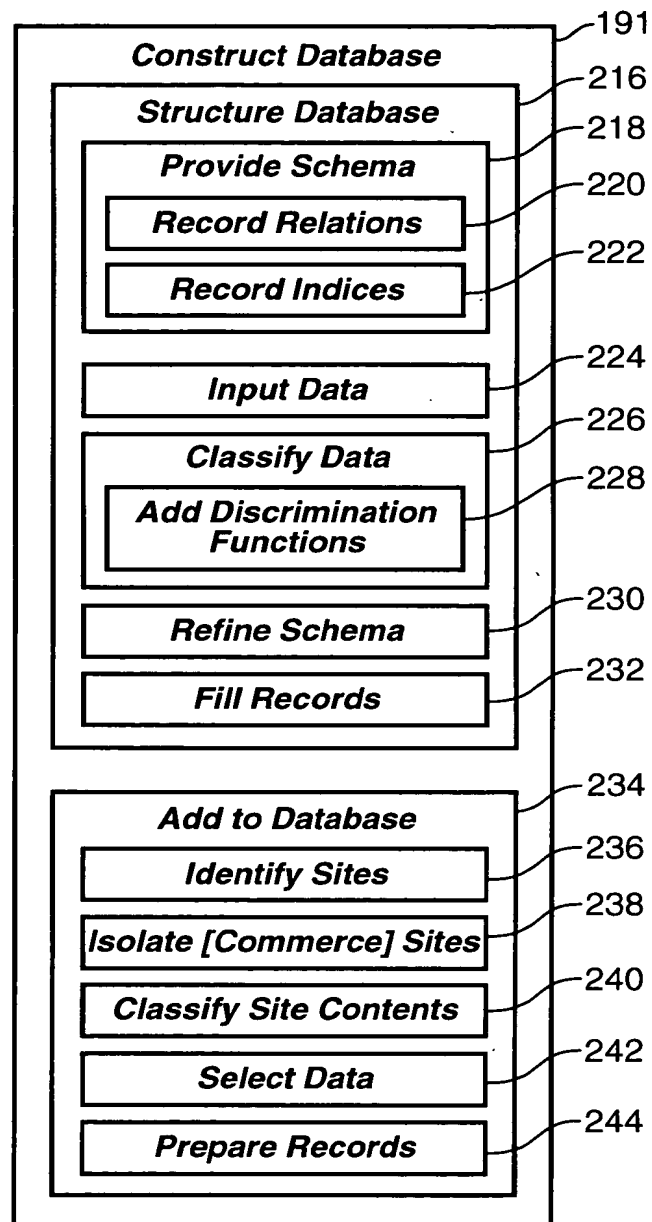 191
Construct Database
216
Structure Database
218
Provide Schema
220
Record Relations
222
Record Indices
224
Input Data
226
Classify Data
228
Add Discrimination
Functions
230
Refine Schema
232
Fill Records
234
Add to Database
236
Identify Sites
238
Isolate [Commerce] Sites
240
Classify Site Contents
242
Select Data
244
Prepare Records